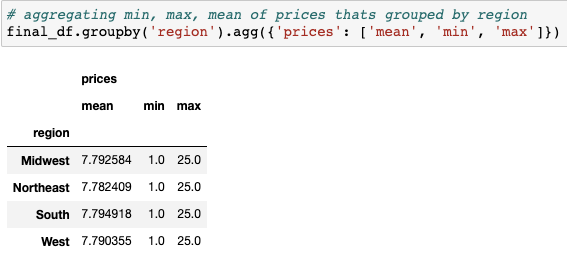 # aggregating min, max, mean of prices thats grouped by region
final_df.groupby('region').agg({'prices': ['mean', 'min', 'max']})
prices
mean min max
region
Midwest 7.792584 1.0 25.0
Northeast 7.782409 1.0 25.0
South 7.794918 1.0 25.0
West 7.790355 1.0 25.0